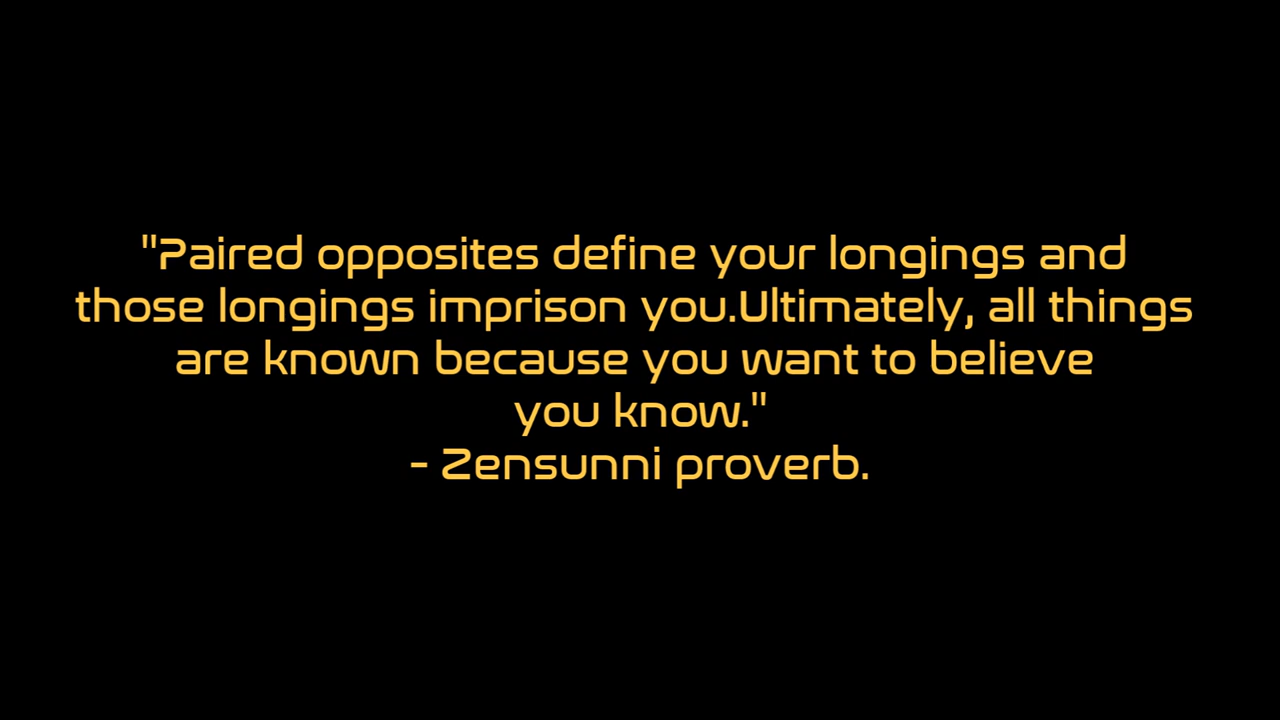 "Paired opposites define your longings and
those longings imprison you.Ultimately, all things
are known because you want to believe
you know."
- Zensunni proverb.